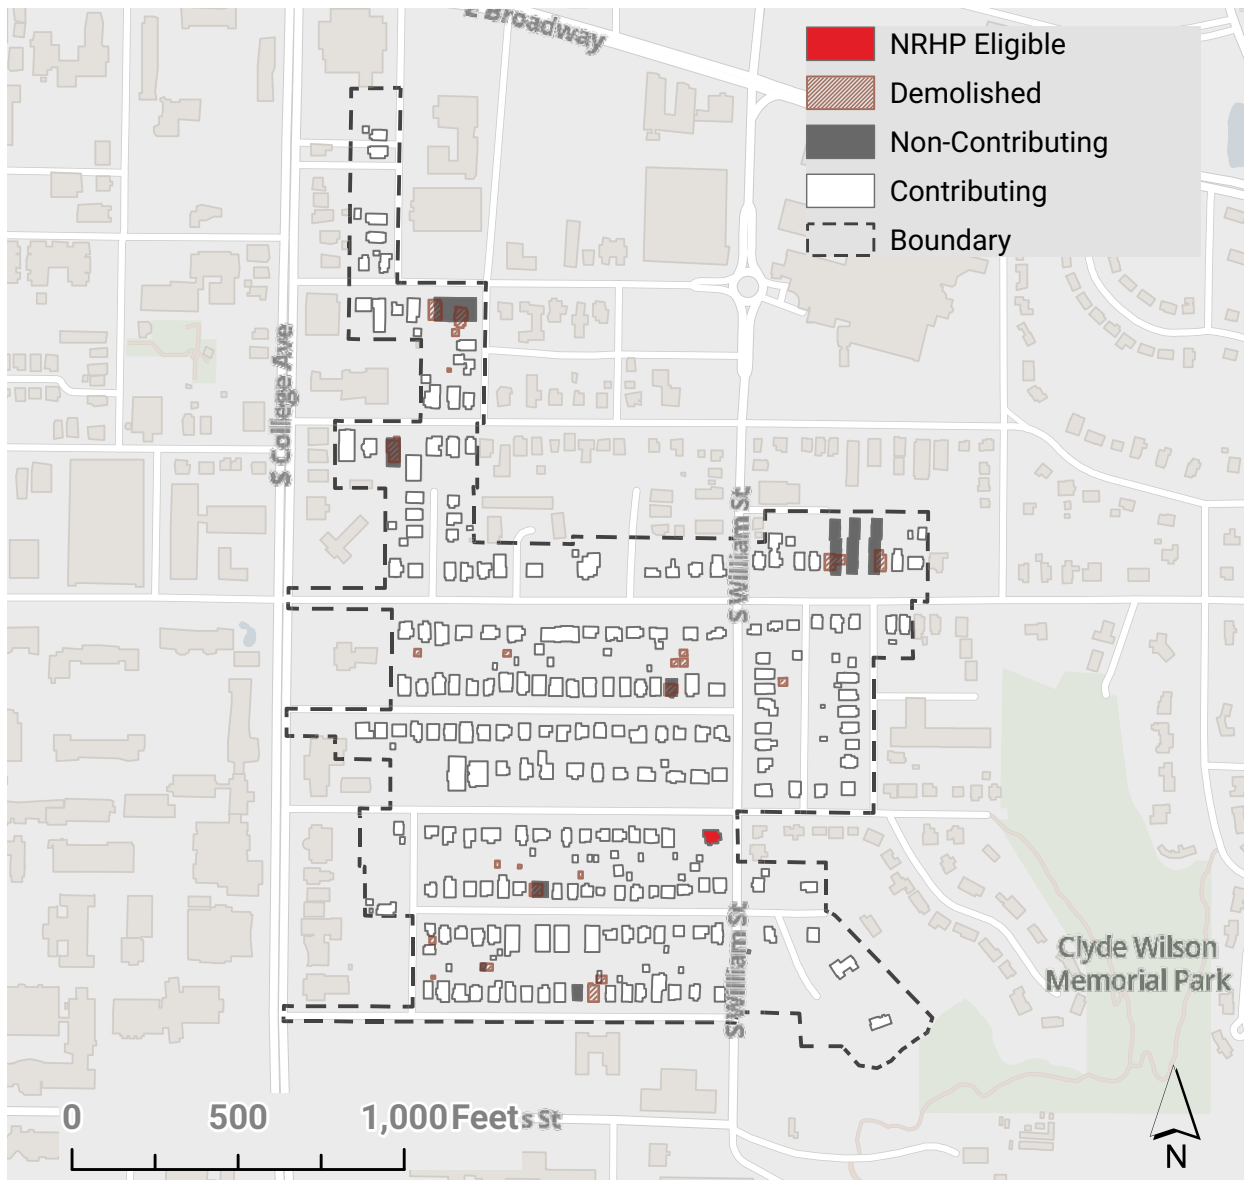 E Broadway
NRHP Eligible
Demolished
Non-Contributing
Contributing
Boundary
S College Ave
S William St
S William St
Clyde Wilson
Memorial Park
0 500 1,000 Feet
s St
N